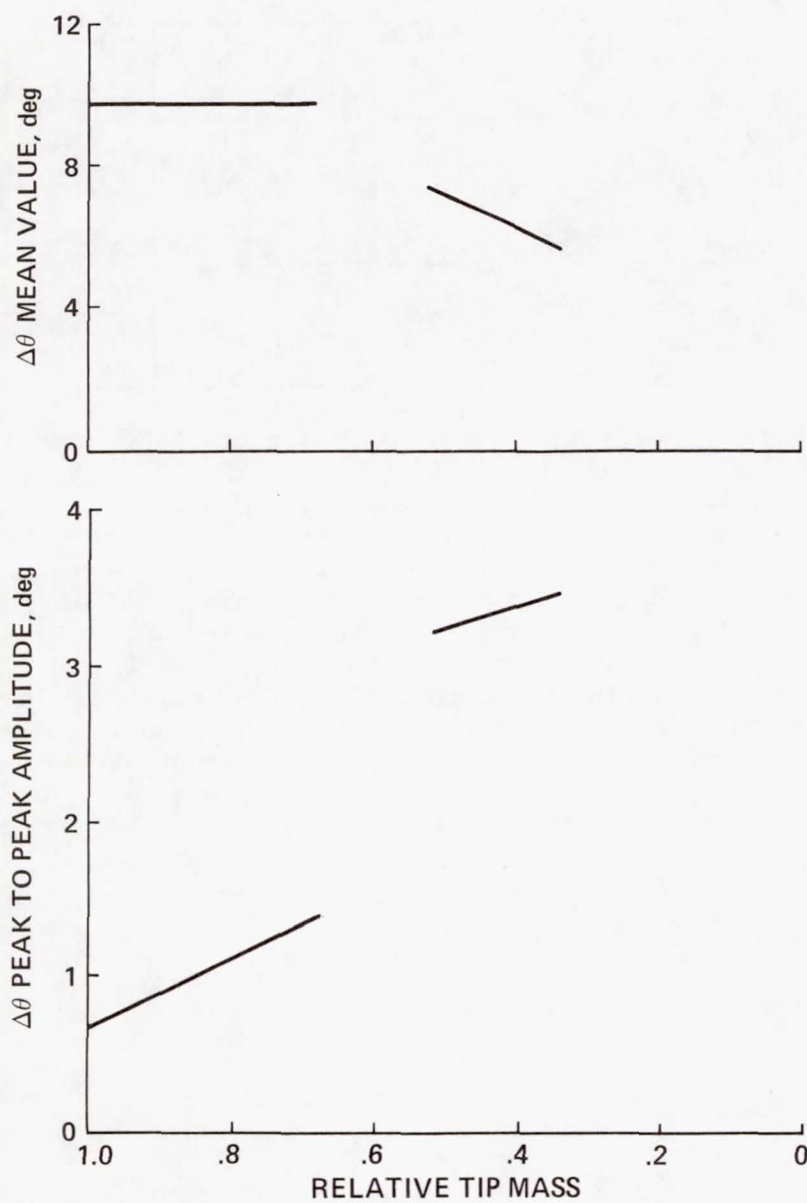 12
8
4
0
Δθ MEAN VALUE, deg
4
3
2
1
0
Δθ PEAK TO PEAK AMPLITUDE, deg
1.0 .8 .6 .4 .2 0
RELATIVE TIP MASS